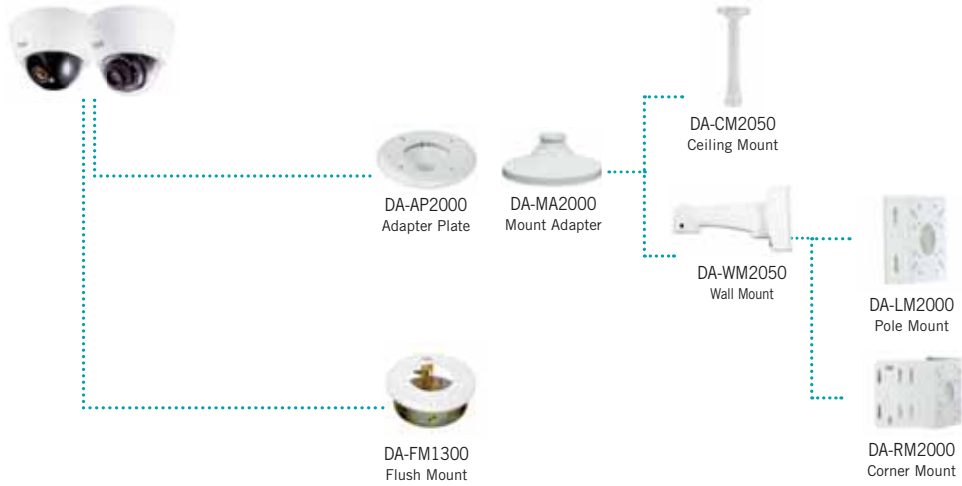 DA-CM2050
Ceiling Mount
DA-AP2000
Adapter Plate
DA-MA2000
Mount Adapter
DA-WM2050
Wall Mount
DA-LM2000
Pole Mount
DA-FM1300
Flush Mount
DA-RM2000
Corner Mount